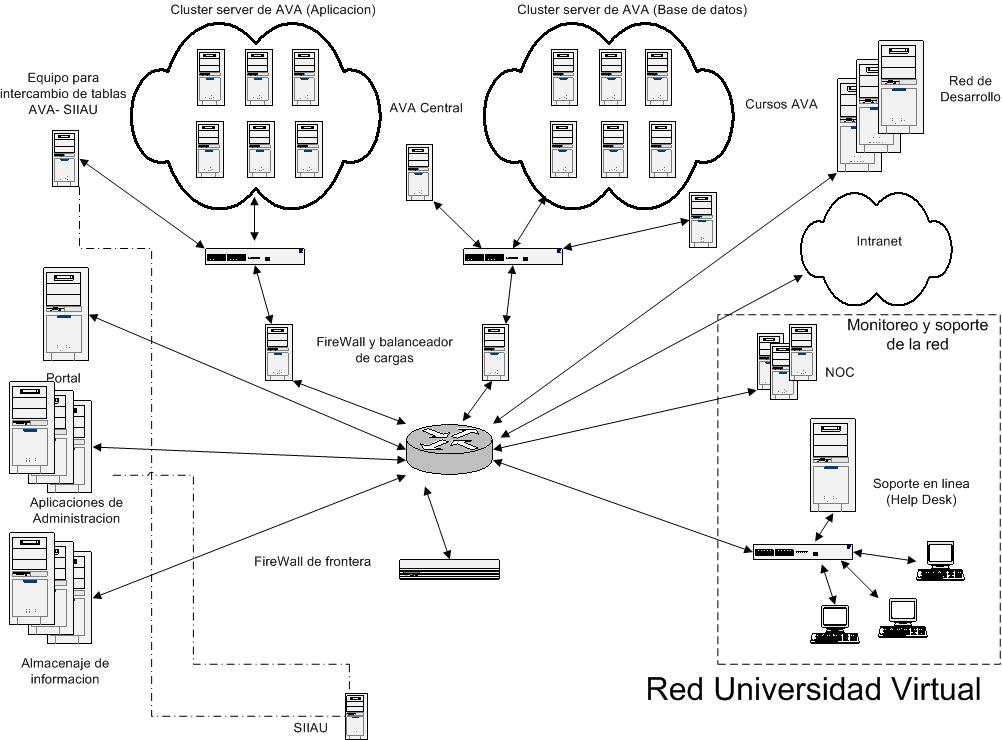 Cluster server de AVA (Aplicacion)
Cluster server de AVA (Base de datos)
Equipo para
intercambio de tablas
AVA- SIIAU
AVA Central
Cursos AVA
Red de
Desarrollo
Intranet
FireWall y balanceador
de cargas
Monitoreo y soporte
de la red
NOC
Portal
Soporte en linea
(Help Desk)
Aplicaciones de
Administracion
FireWall de frontera
Almacenaje de
informacion
Red Universidad Virtual
SIIAU